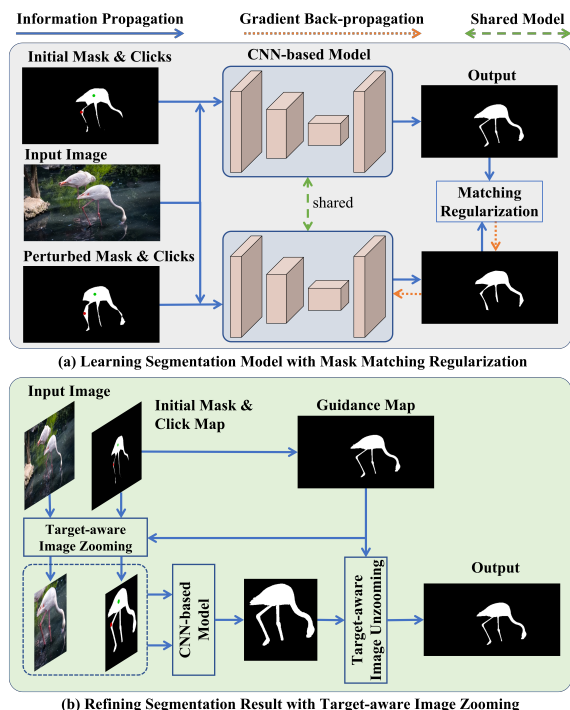 Information Propagation
Gradient Back-propagation
Shared Model
Initial Mask & Clicks
CNN-based Model
Output
Input Image
shared
Matching
Regularization
Perturbed Mask & Clicks
(a) Learning Segmentation Model with Mask Matching Regularization
Input Image
Initial Mask &
Click Map
Guidance Map
Target-aware
Image Zooming
CNN-based
Model
Target-aware
Image Unzooming
Output
(b) Refining Segmentation Result with Target-aware Image Zooming